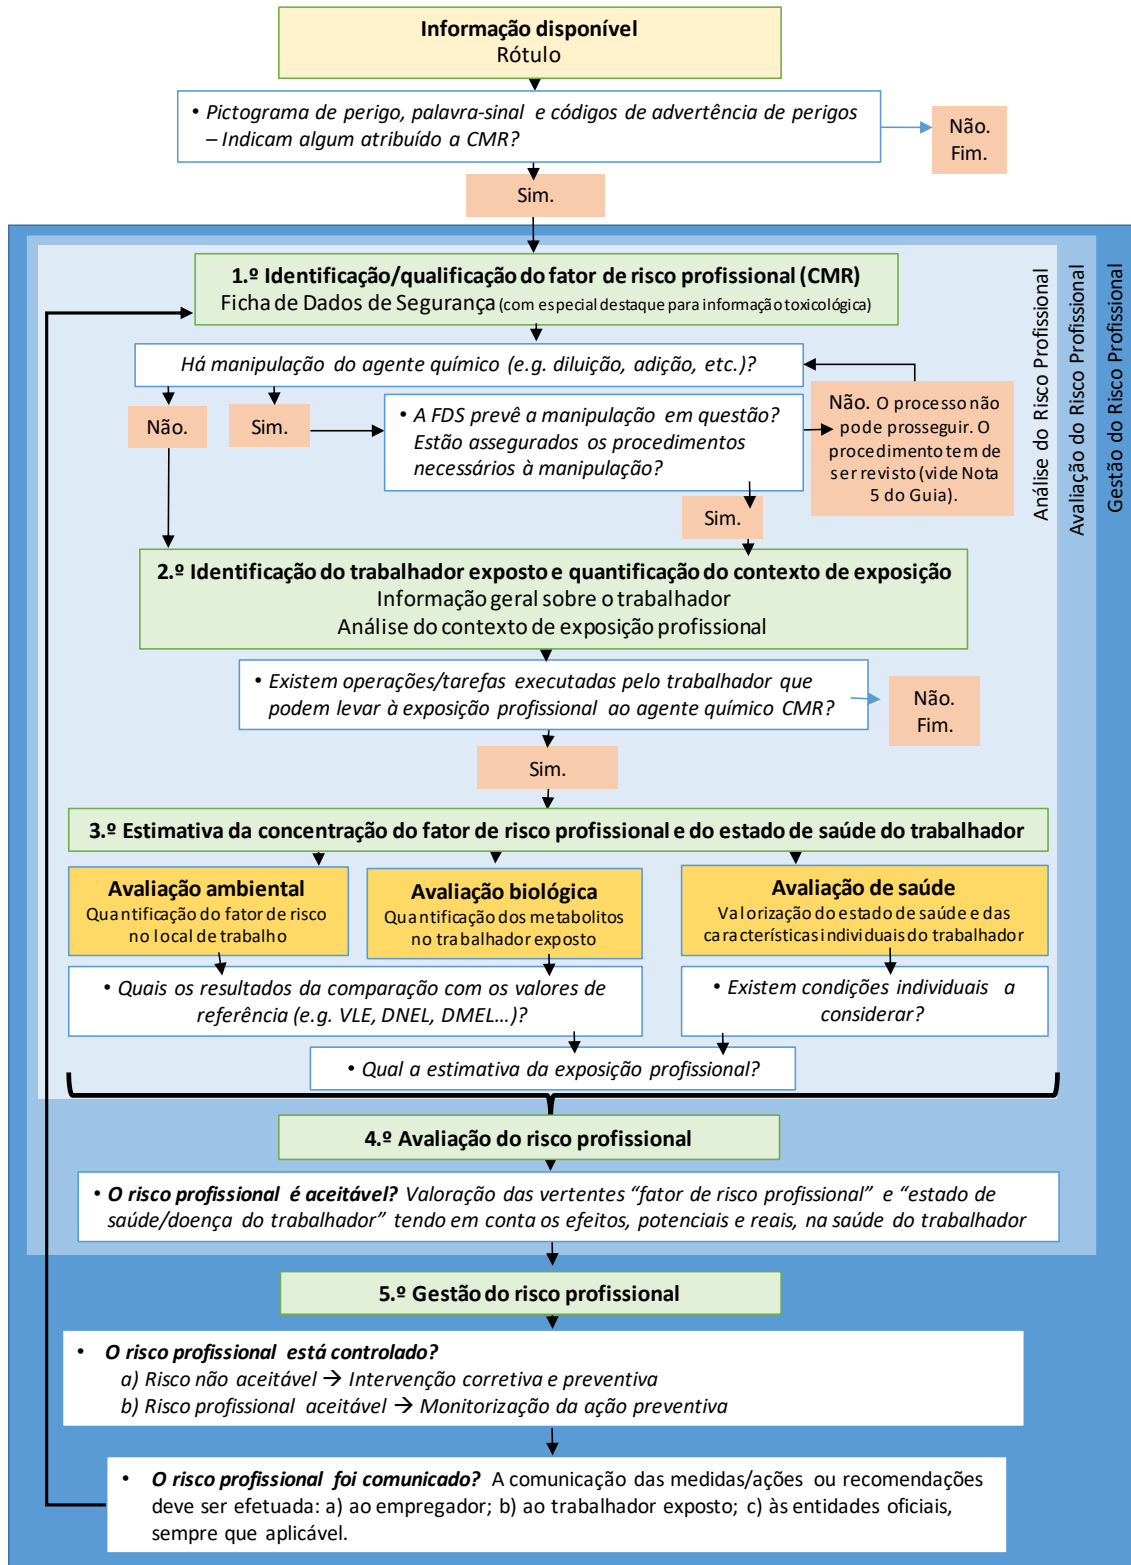 Informação disponível
Rótulo
• Pictograma de perigo, palavra-sinal e códigos de advertência de perigos
– Indicam algum atribuído a CMR?
Não.
Fim.
Sim.
1.º Identificação/qualificação do fator de risco profissional (CMR)
Ficha de Dados de Segurança (com especial destaque para informação toxicológica)
Há manipulação do agente químico (e.g. diluição, adição, etc.)?
Não.
Sim.
• A FDS prevê a manipulação em questão?
Estão assegurados os procedimentos
necessários à manipulação?
Não. O processo não
pode prosseguir. O
procedimento tem de
ser revisto (vide Nota
5 do Guia).
Sim.
2.º Identificação do trabalhador exposto e quantificação do contexto de exposição
Informação geral sobre o trabalhador
Análise do contexto de exposição profissional
• Existem operações/tarefas executadas pelo trabalhador que
podem levar à exposição profissional ao agente químico CMR?
Não.
Fim.
Sim.
3.º Estimativa da concentração do fator de risco profissional e do estado de saúde do trabalhador
Avaliação ambiental
Quantificação do fator de risco
no local de trabalho
Avaliação biológica
Quantificação dos metabolitos
no trabalhador exposto
Avaliação de saúde
Valorização do estado de saúde e das
características individuais do trabalhador
• Quais os resultados da comparação com os valores de
referência (e.g. VLE, DNEL, DMEL...)?
• Existem condições individuais a
considerar?
• Qual a estimativa da exposição profissional?
Análise do Risco Profissional
Avaliação do Risco Profissional
Gestão do Risco Profissional
4.º Avaliação do risco profissional
• O risco profissional é aceitável? Valoração das vertentes “fator de risco profissional” e “estado de
saúde/doença do trabalhador” tendo em conta os efeitos, potenciais e reais, na saúde do trabalhador
5.º Gestão do risco profissional
• O risco profissional está controlado?
a) Risco não aceitável → Intervenção corretiva e preventiva
b) Risco profissional aceitável → Monitorização da ação preventiva
• O risco profissional foi comunicado? A comunicação das medidas/ações ou recomendações
deve ser efetuada: a) ao empregador; b) ao trabalhador exposto; c) às entidades oficiais,
sempre que aplicável.